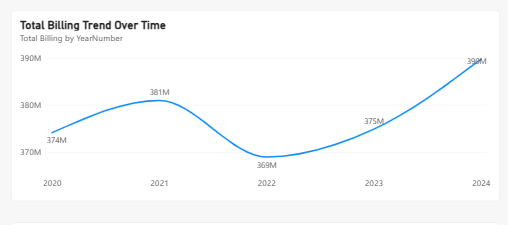 Total Billing Trend Over Time
Total Billing by YearNumber
390M
390M
381M
380M
375M
374M
370M
369M
2020 2021 2022 2023 2024